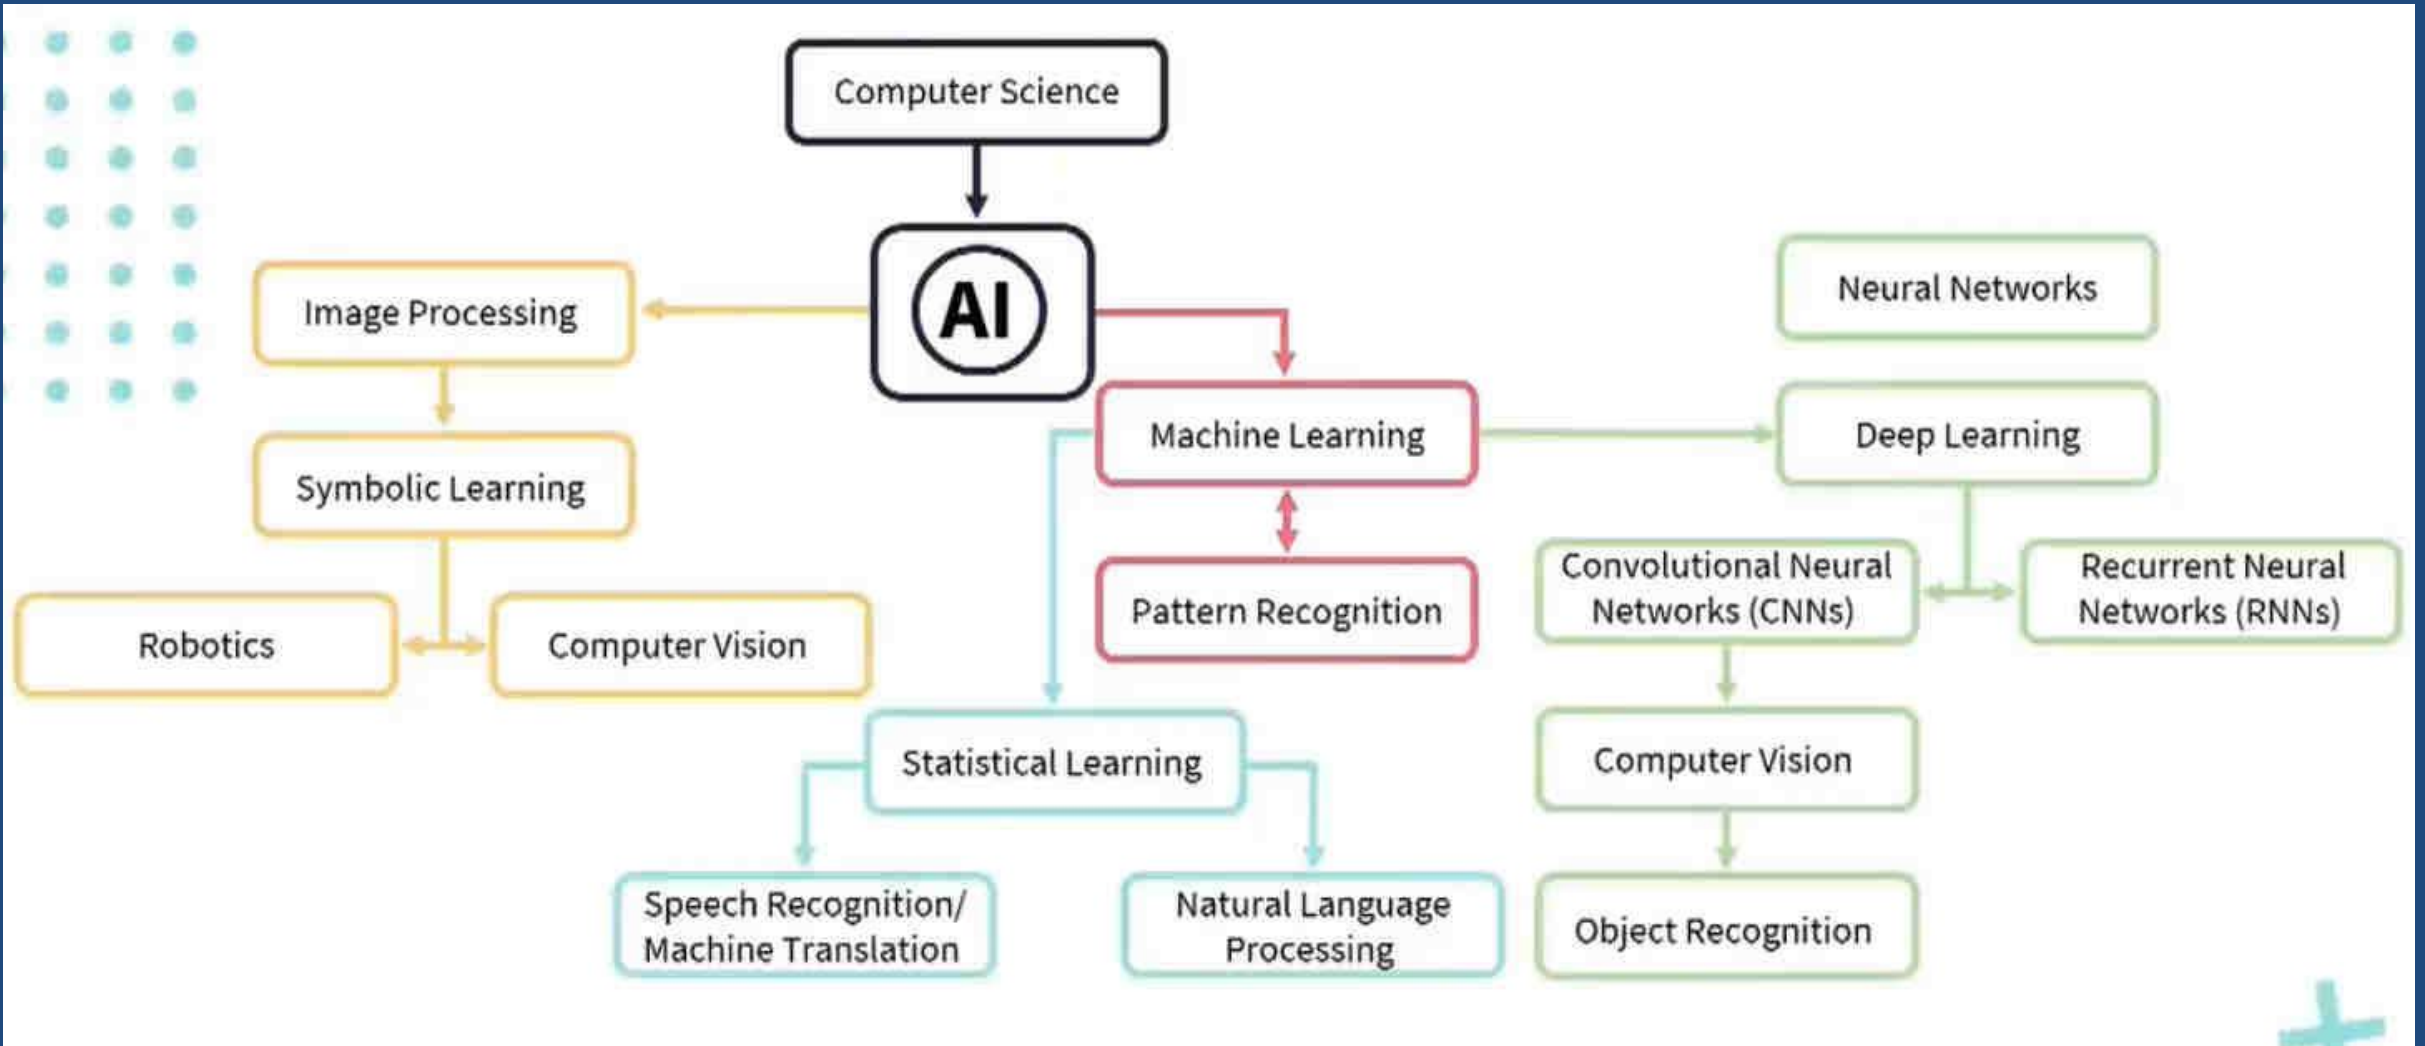 Computer Science
AI
Image Processing
Neural Networks
Machine Learning
Deep Learning
Symbolic Learning
Pattern Recognition
Convolutional Neural
Networks (CNNs)
Recurrent Neural
Networks (RNNs)
Robotics
Computer Vision
Statistical Learning
Computer Vision
Speech Recognition/
Machine Translation
Natural Language
Processing
Object Recognition